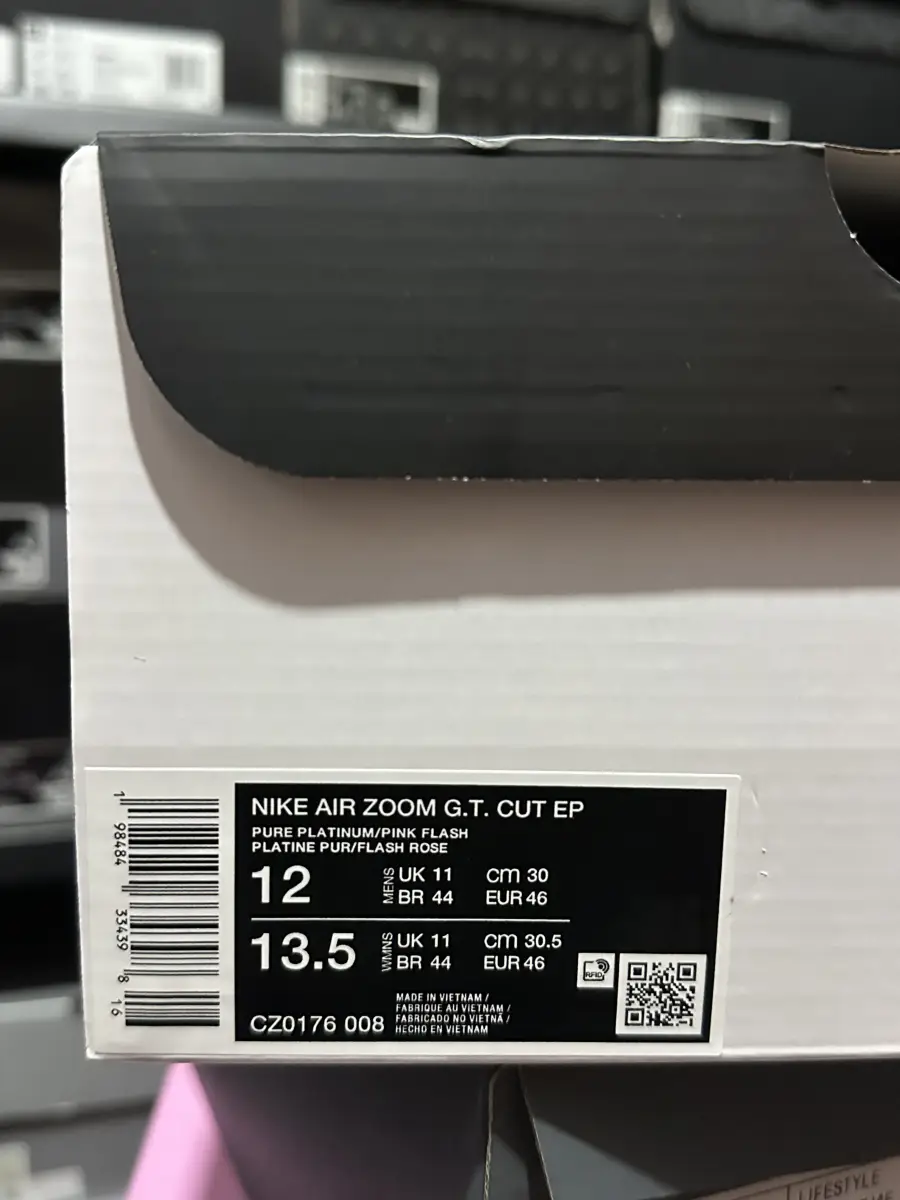 NIKE AIR ZOOM G.T. CUT EP
PURE PLATINUM/PINK FLASH
PLATINE PUR/FLASH ROSE
12
MENS
UK 11
cm 30
BR 44
EUR 46
13.5
WMNS
UK 11
cm 30.5
BR 44
EUR 46
RFID
CZ0176 008
MADE IN VIETNAM /
FABRIQUE AU VIETNAM /
FABRICADO NO VIETNÃ /
HECHO EN VIETNAM
1 98484 33439 8 16
LIFESTYLE